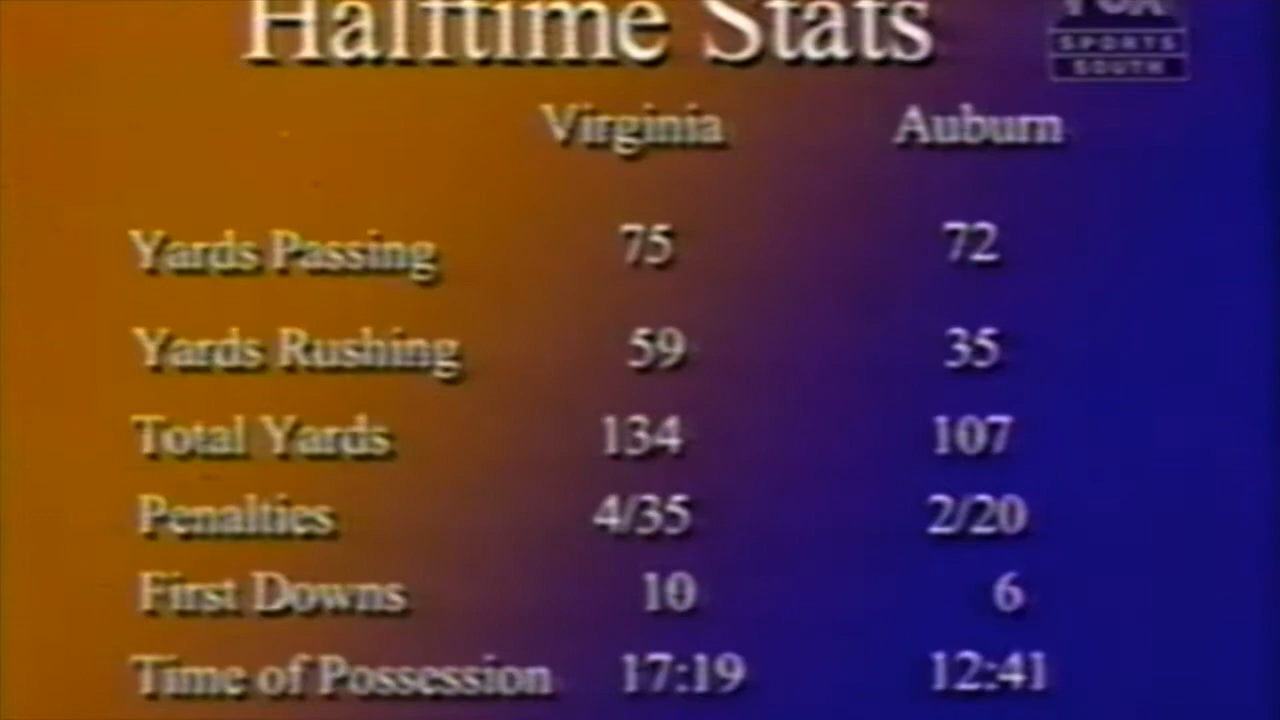 Halftime Stats
FOX
SPORTS
SOUTH
Virginia Auburn
Yards Passing 75 72
Yards Rushing 59 35
Total Yards 134 107
Penalties 4/35 2/20
First Downs 10 6
Time of Possession 17:19 12:41